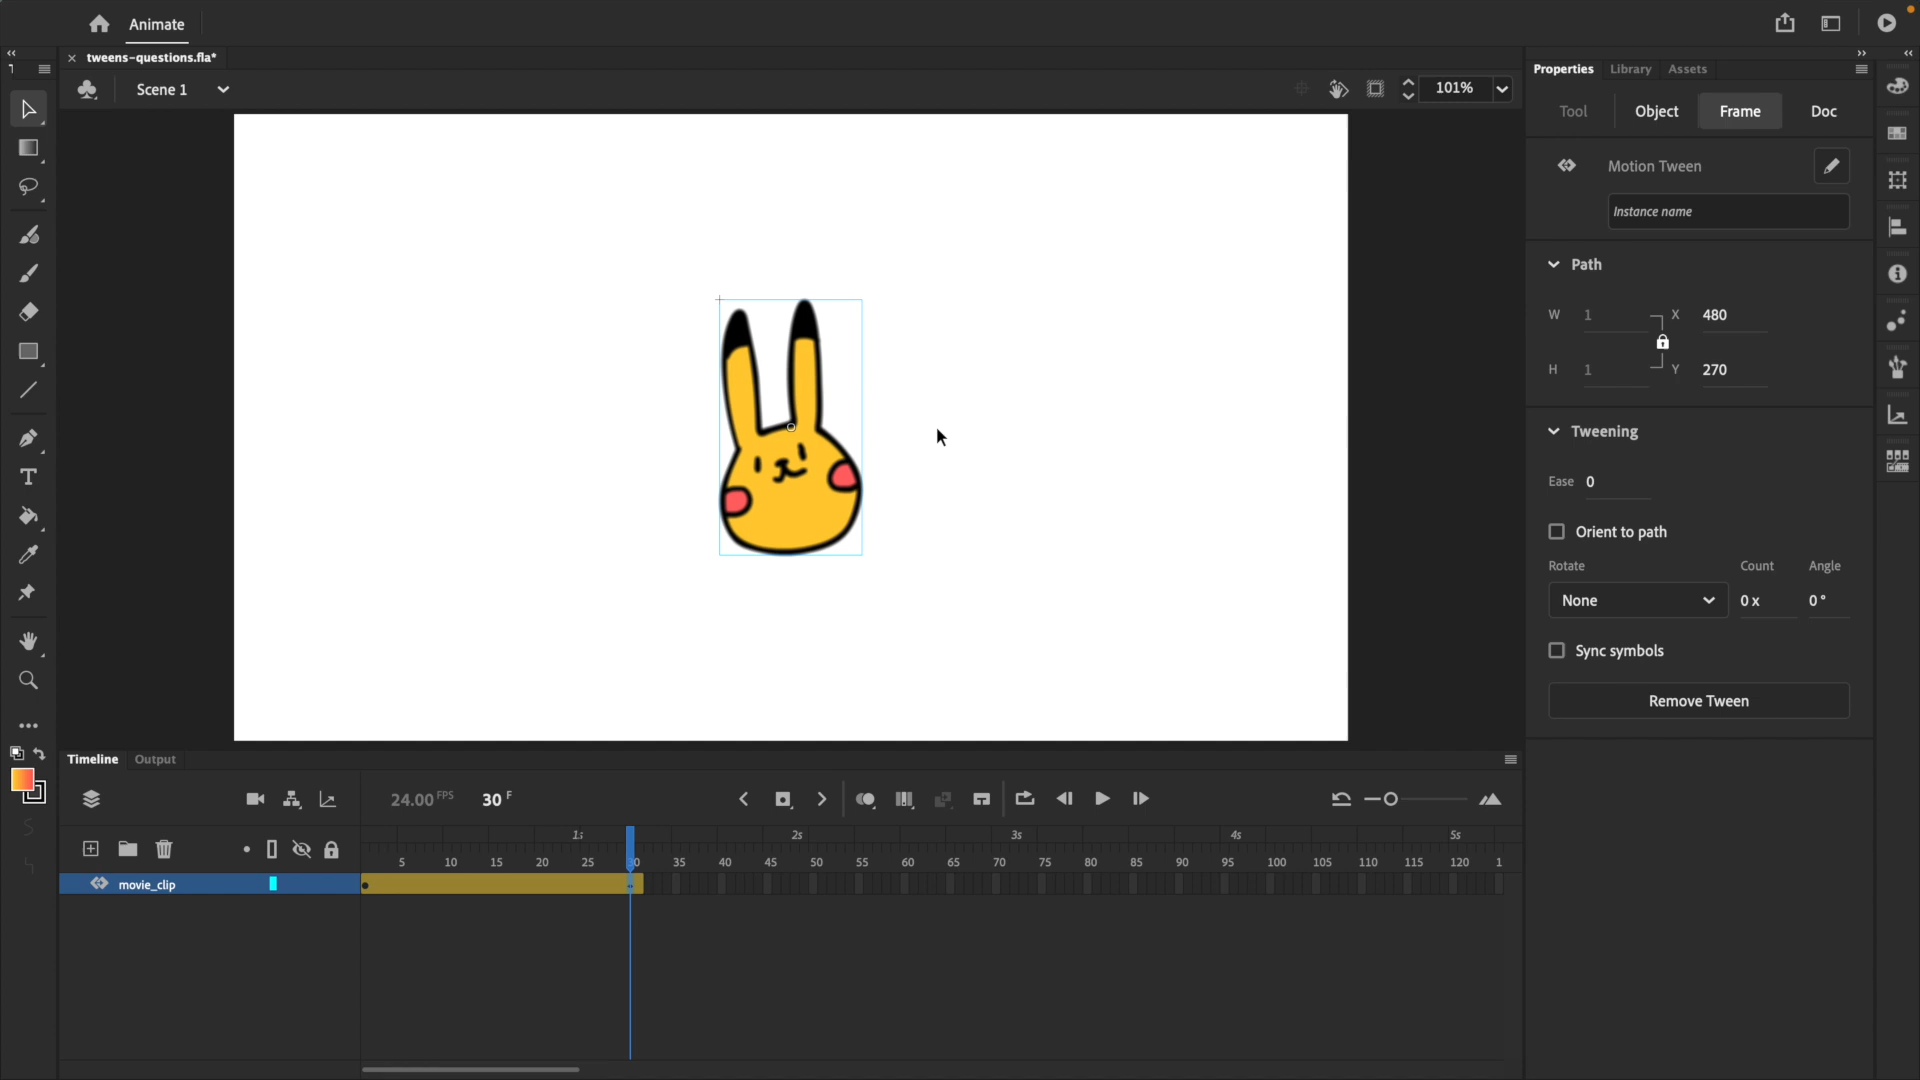 Animate
tweens-questions.fla*
Scene 1
101%
Properties Library Assets
Tool Object Frame Doc
Motion Tween
Instance name
Path
W 1 X 480
H 1 Y 270
Tweening
Ease 0
Orient to path
Rotate Count Angle
None 0 x 0 °
Sync symbols
Remove Tween
Timeline Output
24.00 FPS 30 F
1s 2s 3s 4s 5s
5 10 15 20 25 30 35 40 45 50 55 60 65 70 75 80 85 90 95 100 105 110 115 120 1
movie_clip